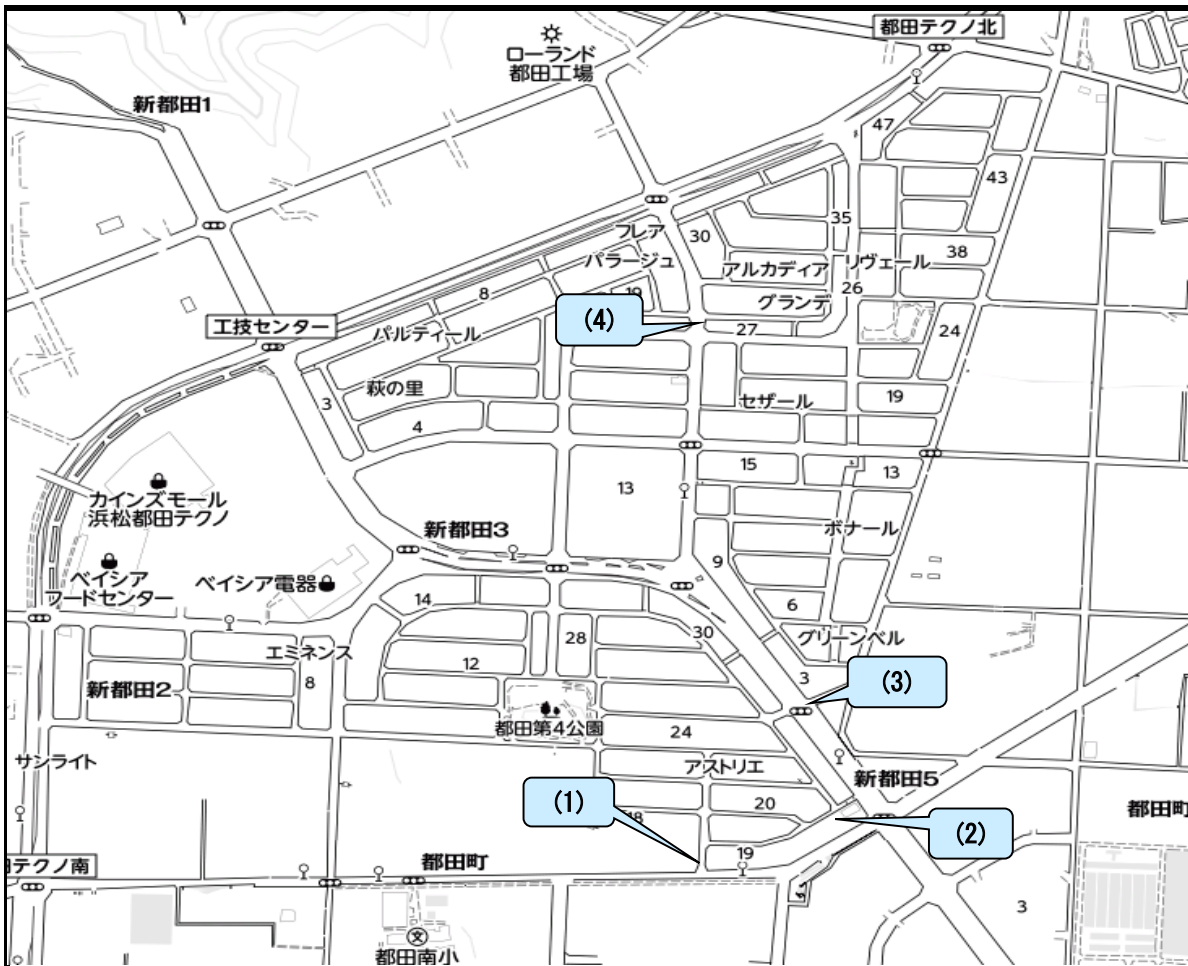 都田テクノ北
ローランド
都田工場
新都田1
47
43
35
フレア
30
パラージュ
アルカディア
リヴェール
38
8
19
グランデ
26
工技センター
(4)
27
24
パルティール
萩の里
3
セザール
19
4
15
13
カインズモール
浜松都田テクノ
13
新都田3
ボナール
9
ベイシア
フードセンター
ベイシア電器
14
6
30
28
グリーンベル
エミネンス
12
新都田2
8
3
(3)
都田第4公園
24
サンライト
アストリエ
新都田5
(1)
20
18
都田町
(2)
19
都田町
テクノ南
3
文
都田南小